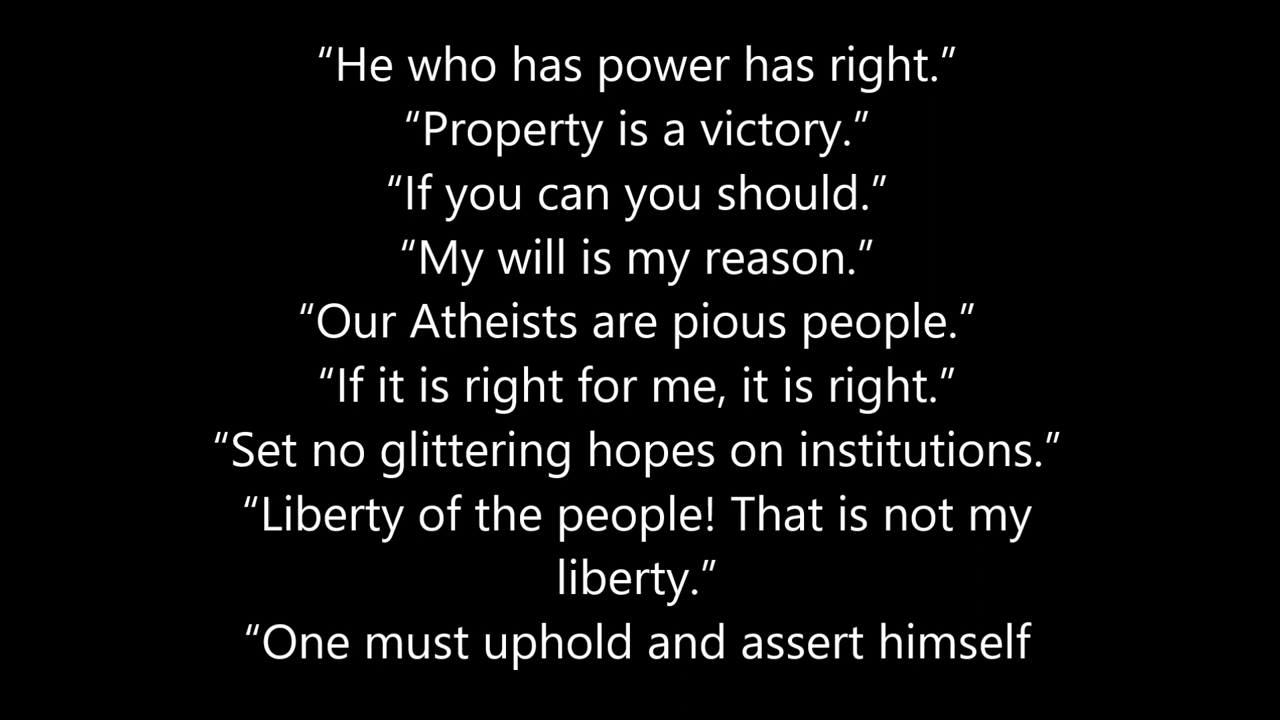 “He who has power has right.”
“Property is a victory.”
“If you can you should.”
“My will is my reason.”
“Our Atheists are pious people.”
“If it is right for me, it is right.”
“Set no glittering hopes on institutions.”
“Liberty of the people! That is not my
liberty.”
“One must uphold and assert himself